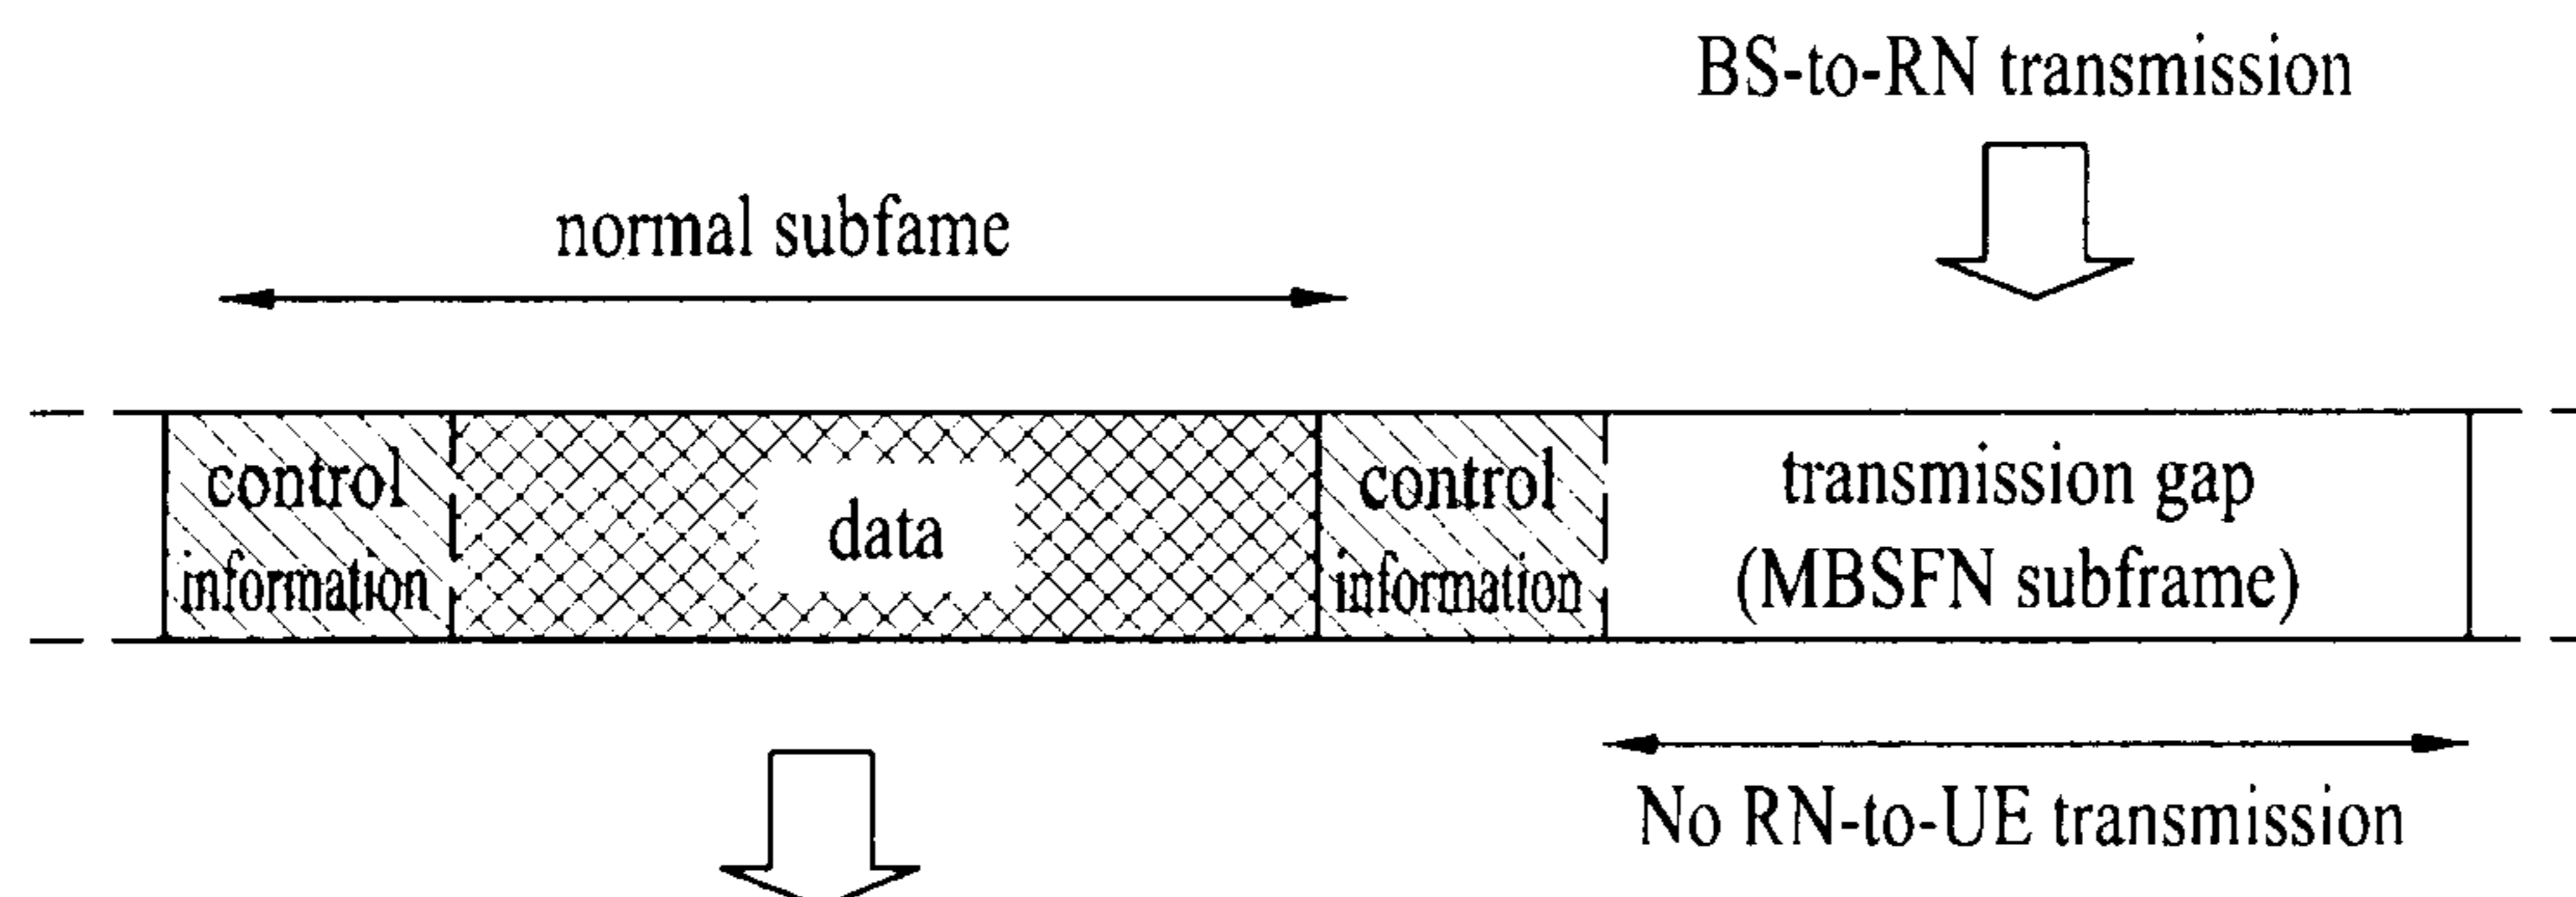 BS-to-RN transmission
normal subfame
control
information
data
control
information
transmission gap
(MBSFN subframe)
No RN-to-UE transmission